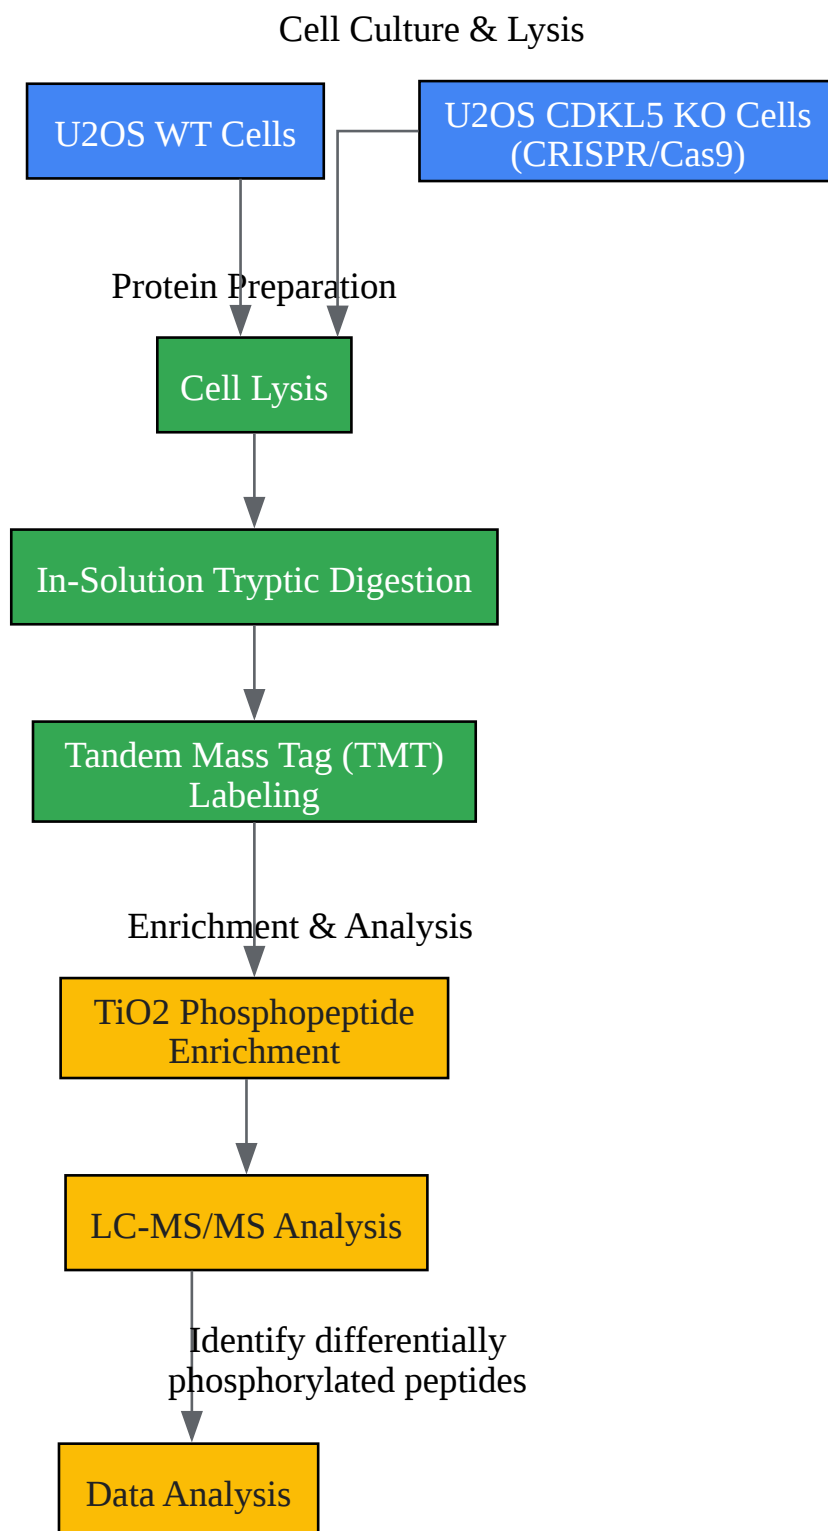 Cell Culture & Lysis
U2OS WT Cells
U2OS CDKL5 KO Cells
(CRISPR/Cas9)
Protein Preparation
Cell Lysis
In-Solution Tryptic Digestion
Tandem Mass Tag (TMT)
Labeling
Enrichment & Analysis
TiO2 Phosphopeptide
Enrichment
LC-MS/MS Analysis
Identify differentially
phosphorylated peptides
Data Analysis